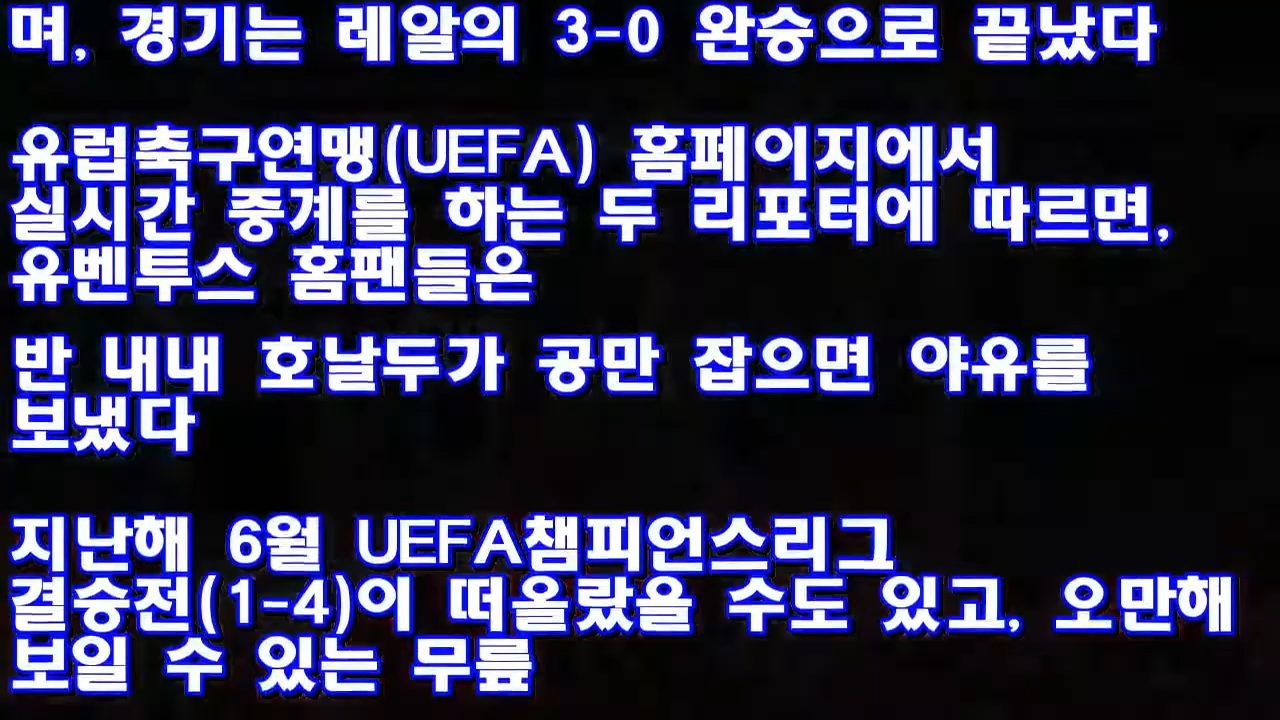 며, 경기는 레알의 3-0 완승으로 끝났다
유럽축구연맹(UEFA) 홈페이지에서
실시간 중계를 하는 두 리포터에 따르면,
유벤투스 홈팬들은
반 내내 호날두가 공만 잡으면 야유를
보냈다
지난해 6월 UEFA챔피언스리그
결승전(1-4)이 떠올랐을 수도 있고, 오만해
보일 수 있는 무릎